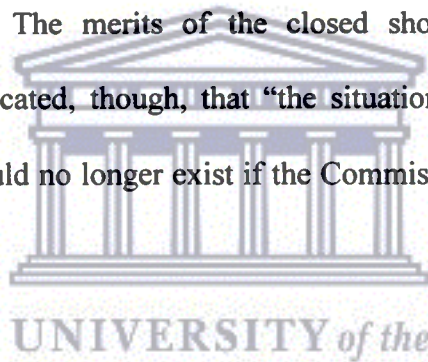 The merits of the closed sho
cated, though, that “the situation
ld no longer exist if the Commis
UNIVERSITY of the